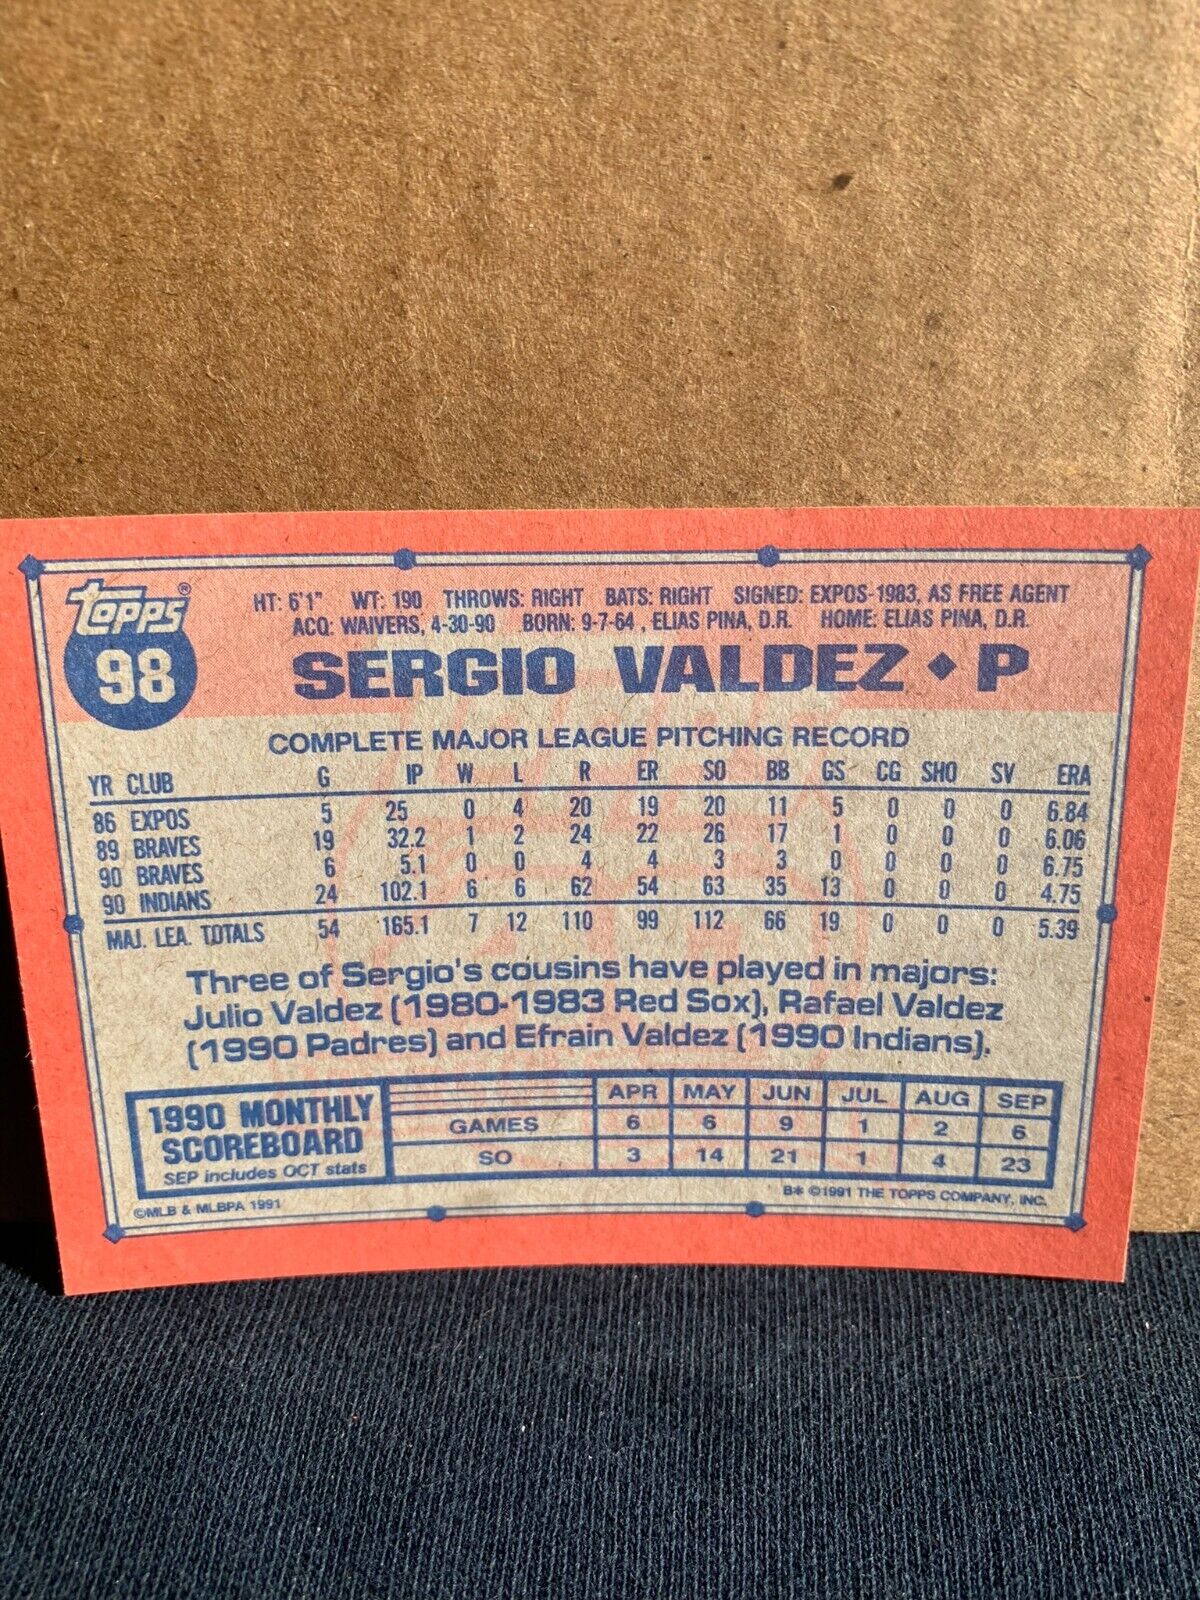 topps®
98
HT: 6'1" WT: 190 THROWS: RIGHT BATS: RIGHT SIGNED: EXPOS-1983, AS FREE AGENT
ACQ: WAIVERS, 4-30-90 BORN: 9-7-64, ELIAS PINA, D.R. HOME: ELIAS PINA, D.R.
SERGIO VALDEZ ◆ P
COMPLETE MAJOR LEAGUE PITCHING RECORD
YR CLUB G IP W L R ER SO BB GS CG SHO SV ERA
86 EXPOS 5 25 0 4 20 19 20 11 5 0 0 0 6.84
89 BRAVES 19 32.2 1 2 24 22 26 17 1 0 0 0 6.06
90 BRAVES 6 5.1 0 0 4 4 3 3 0 0 0 0 6.75
90 INDIANS 24 102.1 6 6 62 54 63 35 13 0 0 0 4.75
MAJ. LEA. TOTALS 54 165.1 7 12 110 99 112 66 19 0 0 0 5.39
Three of Sergio's cousins have played in majors:
Julio Valdez (1980-1983 Red Sox), Rafael Valdez
(1990 Padres) and Efrain Valdez (1990 Indians).
1990 MONTHLY
SCOREBOARD
SEP includes OCT stats
APR MAY JUN JUL AUG SEP
GAMES 6 6 9 1 2 6
SO 3 14 21 1 4 23
©MLB & MLBPA 1991
B* ©1991 THE TOPPS COMPANY, INC.